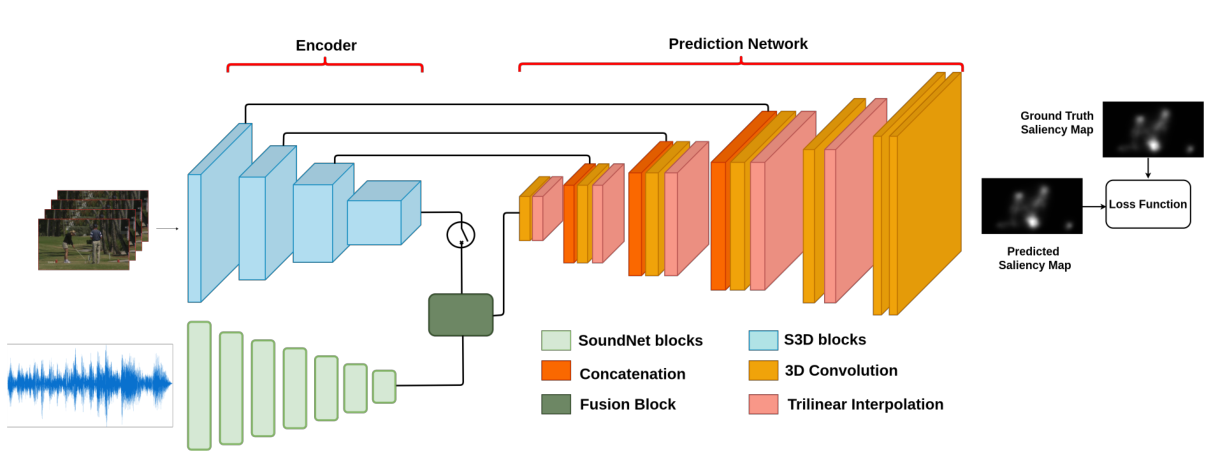 Encoder
Prediction Network
Ground Truth
Saliency Map
Loss Function
Predicted
Saliency Map
SoundNet blocks
S3D blocks
Concatenation
3D Convolution
Fusion Block
Trilinear Interpolation